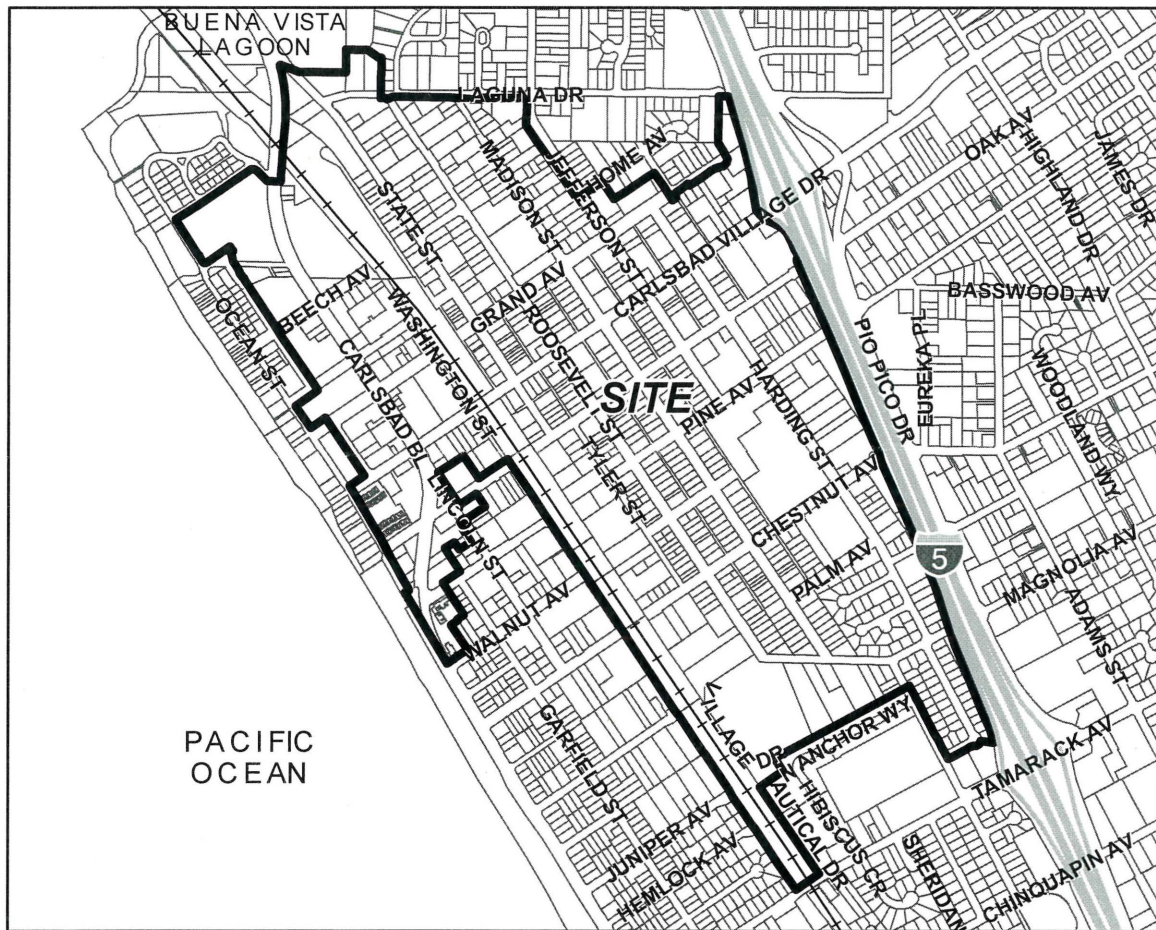 BUENA VISTA
LAGOON
LAGUNA DR
JEFFERSON ST
HOME AV
MADISON ST
STATE ST
OAK AV
HIGHLAND DR
JAMES DR
CARLSBAD VILLAGE DR
GRAND AV
BEECH AV
WASHINGTON ST
ROOSEVELT ST
OCEAN ST
CARLSBAD BL
BASSWOOD AV
PIO PICO DR
EUREKA PL
WOODLAND WY
SITE
PINE AV
HARDING ST
TYLER ST
LINCOLN ST
CHESTNUT AV
PALM AV
5
MAGNOLIA AV
ADAMS ST
WALNUT AV
VILLAGE DR
N ANCHOR WY
PACIFIC
OCEAN
GARFIELD ST
NAUTICAL DR
HIBISCUS CR
TAMARACK AV
JUNIPER AV
HEMLOCK AV
SHERIDAN
CHINQUAPIN AV